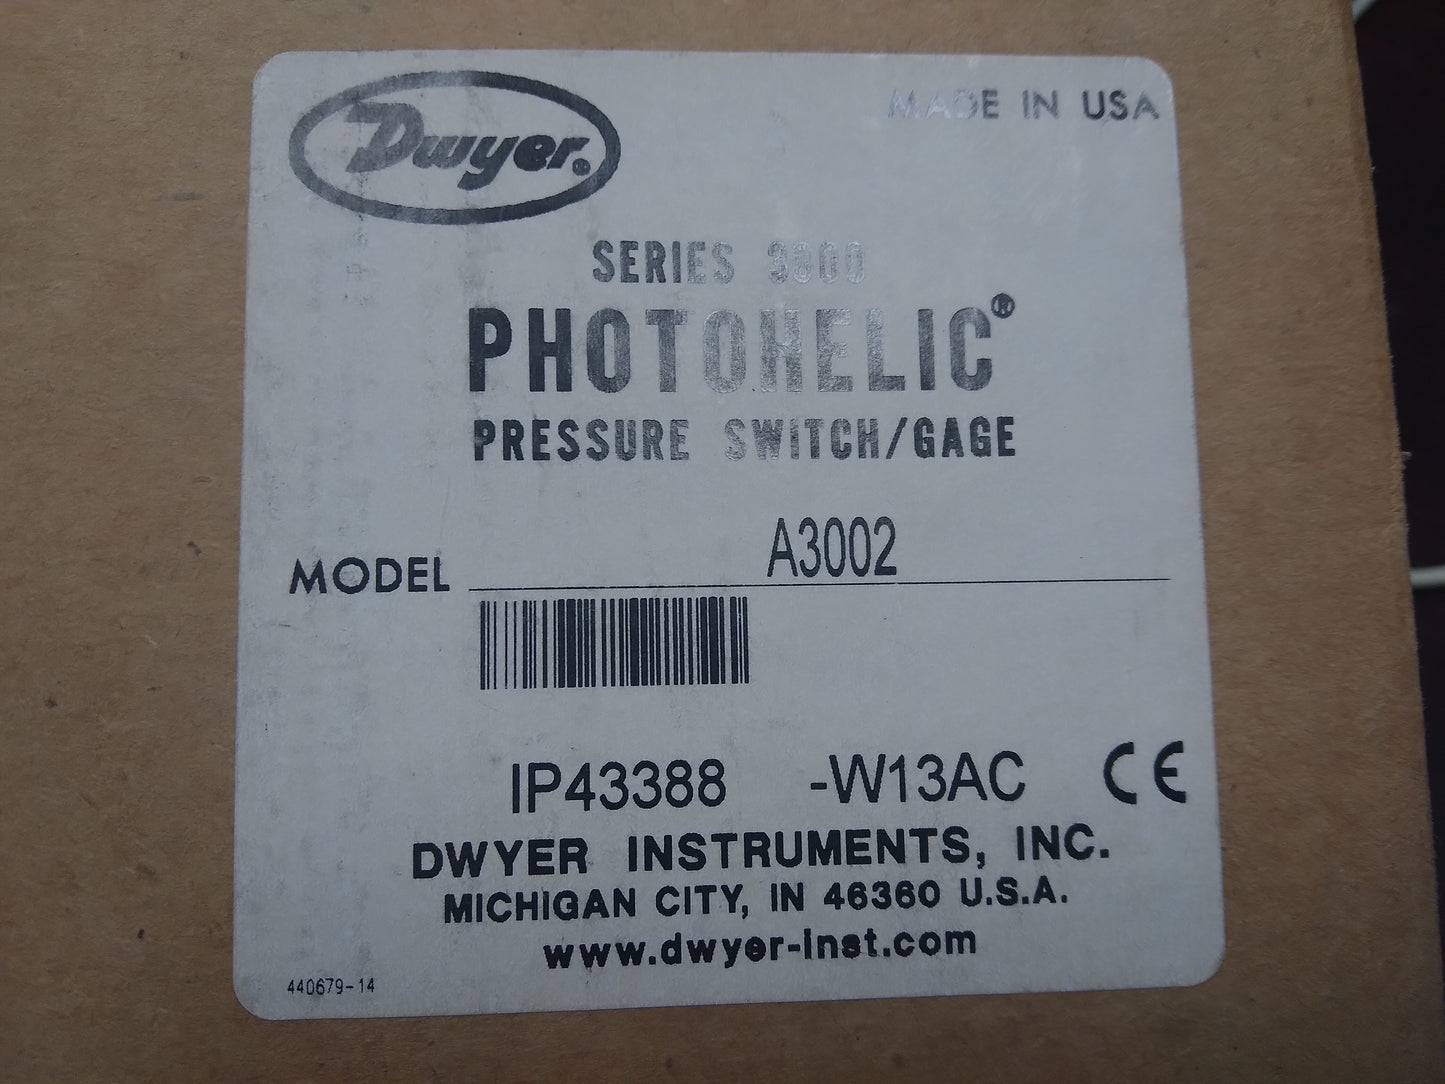 Dwyer®
MADE IN USA
SERIES 3000
PHOTOHELIC®
PRESSURE SWITCH/GAGE
MODEL A3002
IP43388 -W13AC CE
DWYER INSTRUMENTS, INC.
MICHIGAN CITY, IN 46360 U.S.A.
www.dwyer-inst.com
440679-14